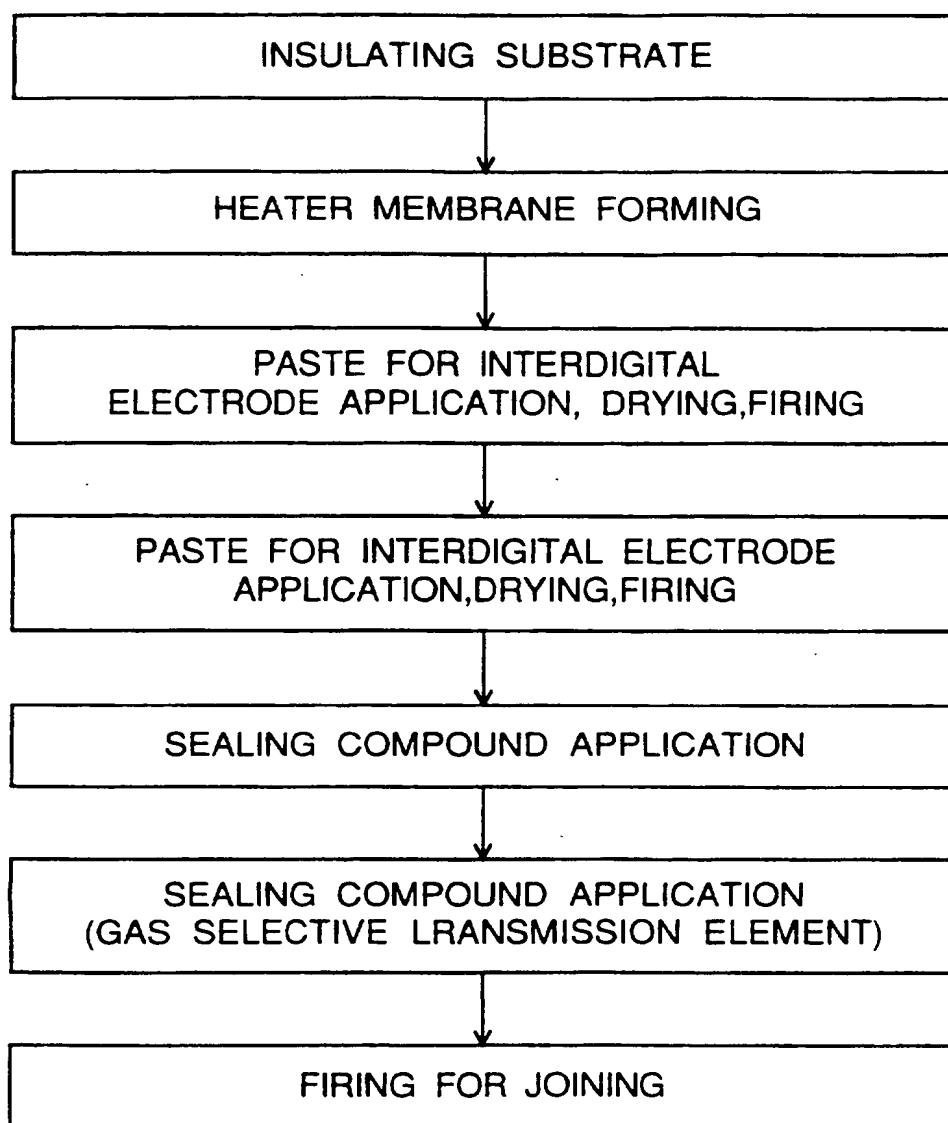 INSULATING SUBSTRATE
HEATER MEMBRANE FORMING
PASTE FOR INTERDIGITAL
ELECTRODE APPLICATION, DRYING,FIRING
PASTE FOR INTERDIGITAL ELECTRODE
APPLICATION,DRYING,FIRING
SEALING COMPOUND APPLICATION
SEALING COMPOUND APPLICATION
(GAS SELECTIVE LRANSMISSION ELEMENT)
FIRING FOR JOINING